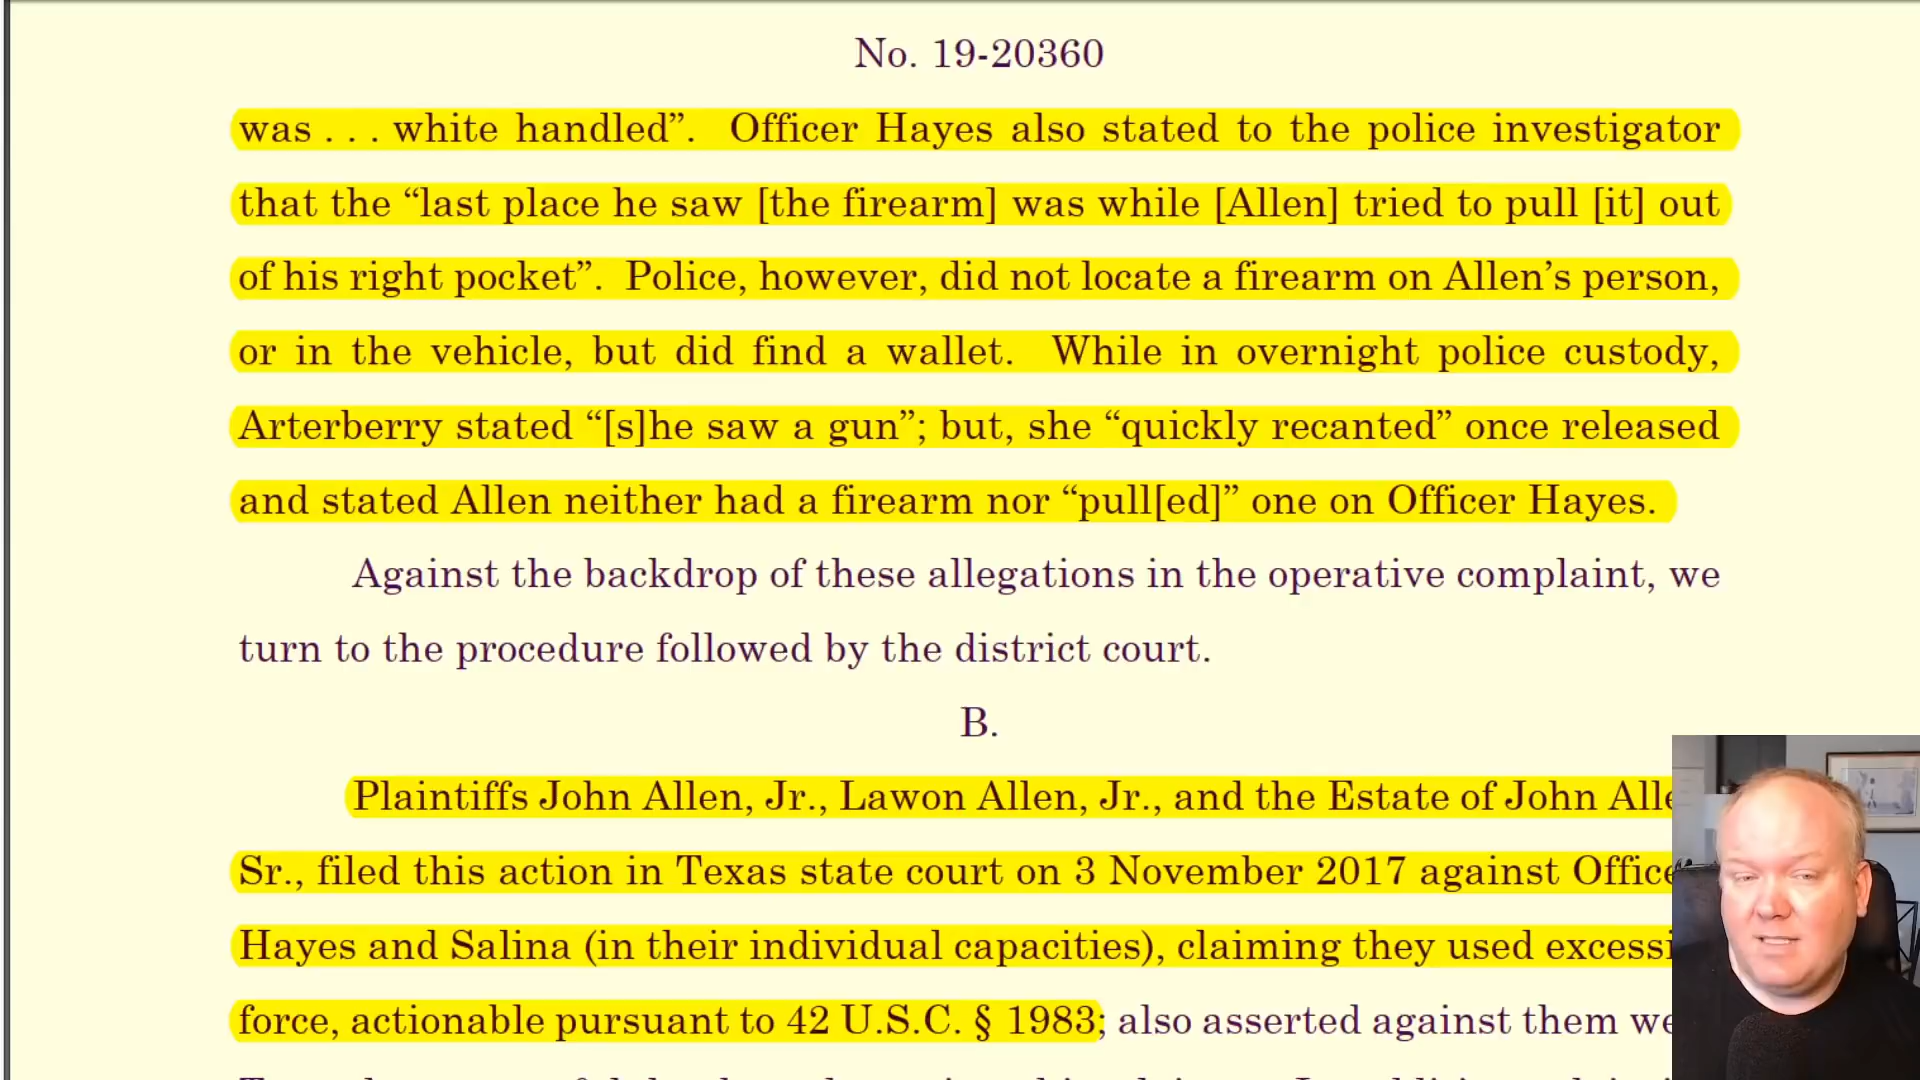 No. 19-20360
was . . . white handled”. Officer Hayes also stated to the police investigator
that the “last place he saw [the firearm] was while [Allen] tried to pull [it] out
of his right pocket”. Police, however, did not locate a firearm on Allen’s person,
or in the vehicle, but did find a wallet. While in overnight police custody,
Arterberry stated “[s]he saw a gun”; but, she “quickly recanted” once released
and stated Allen neither had a firearm nor “pull[ed]” one on Officer Hayes.
Against the backdrop of these allegations in the operative complaint, we
turn to the procedure followed by the district court.
B.
Plaintiffs John Allen, Jr., Lawon Allen, Jr., and the Estate of John Alle
Sr., filed this action in Texas state court on 3 November 2017 against Office
Hayes and Salina (in their individual capacities), claiming they used excessi
force, actionable pursuant to 42 U.S.C. § 1983; also asserted against them we